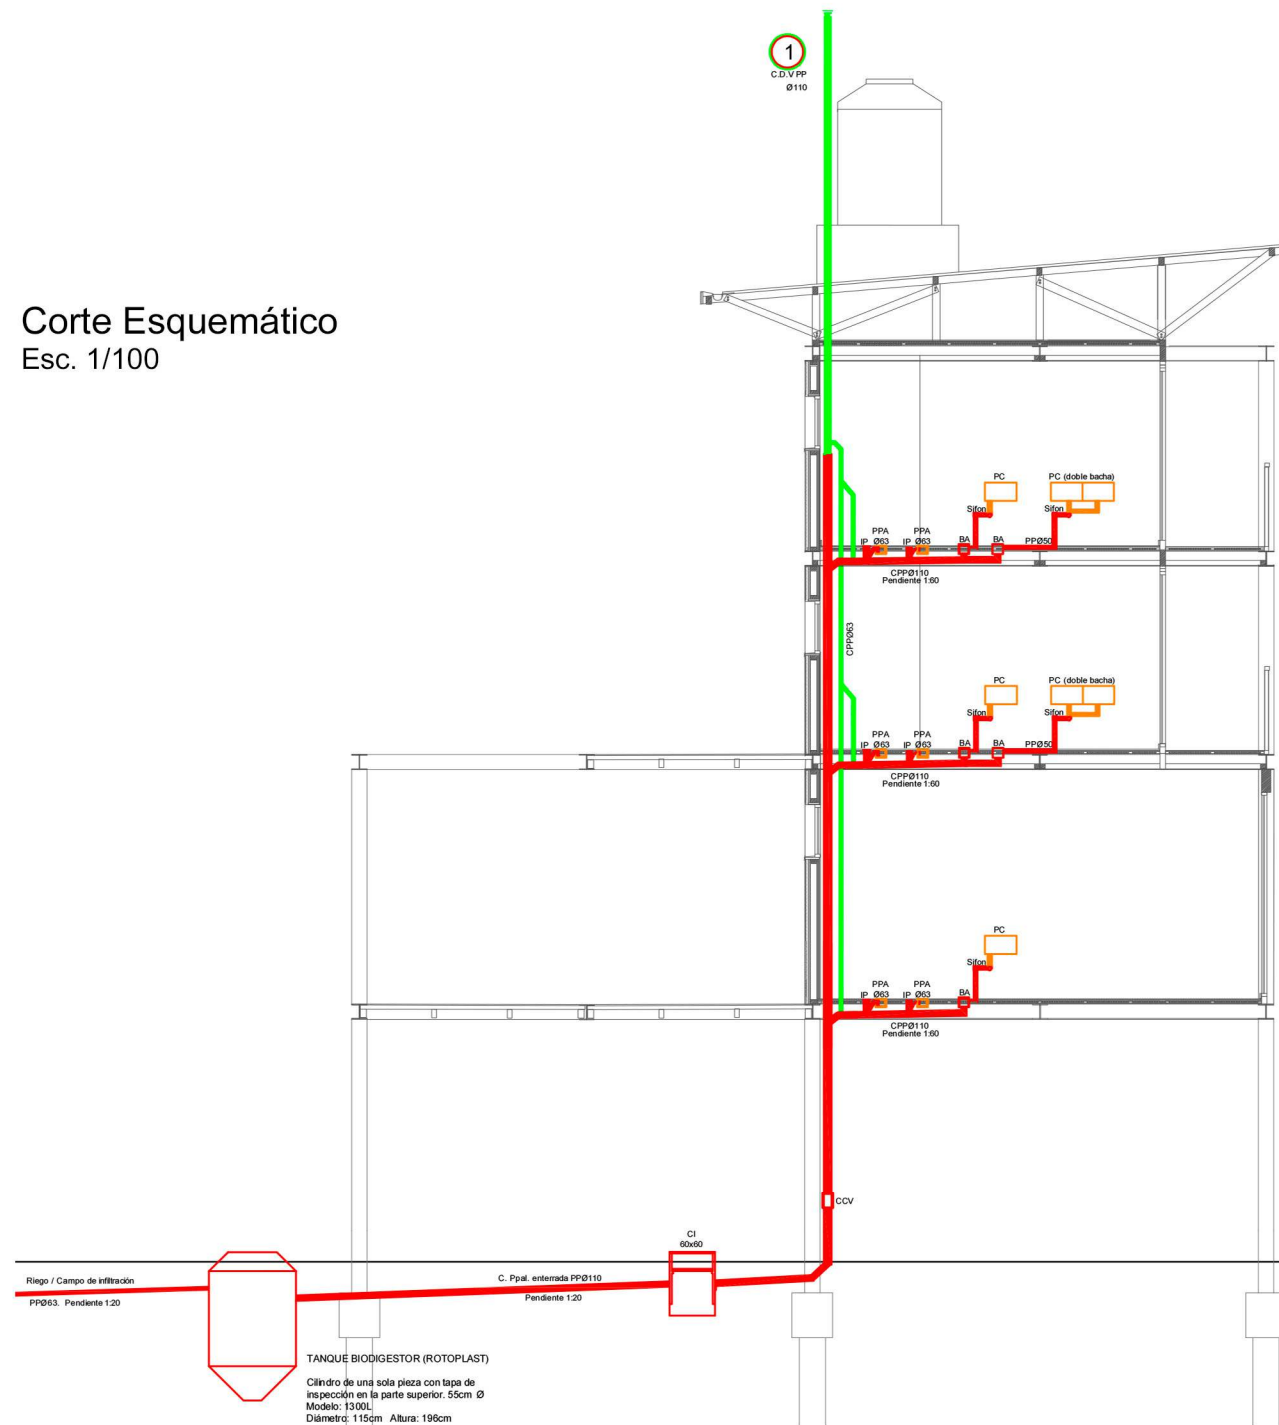 1
C.D.V PP
Ø110
Corte Esquemático
Esc. 1/100
PC
PC (doble bacha)
Sifon
Sifon
PPA
PPA
IP Ø63
IP Ø63
BA
BA
PPØ50
CPPØ110
Pendiente 1:60
CPPØ63
PC
PC (doble bacha)
Sifon
Sifon
PPA
PPA
IP Ø63
IP Ø63
BA
BA
PPØ50
CPPØ110
Pendiente 1:60
PC
Sifon
PPA
PPA
IP Ø63
IP Ø63
BA
CPPØ110
Pendiente 1:60
CCV
CI
60x60
Riego / Campo de infiltración
PPØ63. Pendiente 1:20
C. Ppal. enterrada PPØ110
Pendiente 1:20
TANQUE BIODIGESTOR (ROTOPLAST)
Cilindro de una sola pieza con tapa de
inspección en la parte superior. 55cm Ø
Modelo: 1300L
Diámetro: 115cm Altura: 196cm